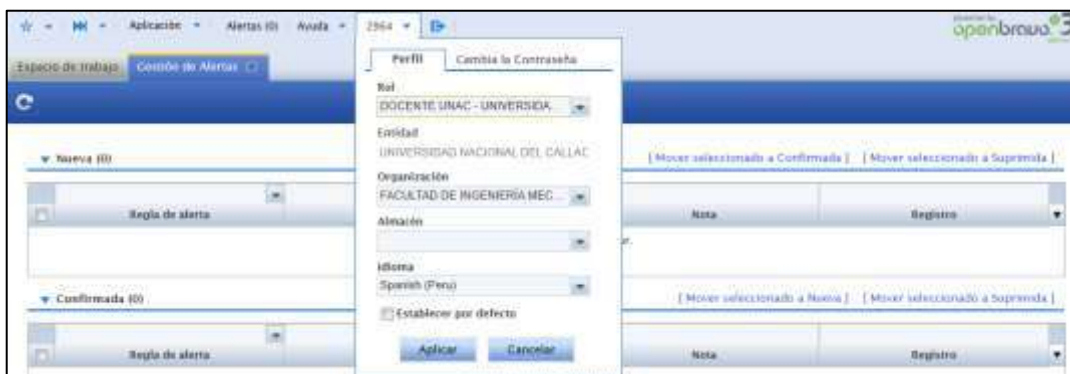 Aplicación Alertas (0) Ayuda 2964
openbravo 3
Espacio de trabajo Gestión de Alertas
Perfil Cambia la Contraseña
Rol
DOCENTE UNAC - UNIVERSIDA
Entidad
UNIVERSIDAD NACIONAL DEL CALLAC
Organización
FACULTAD DE INGENIERÍA MEC...
Almacén
Idioma
Spanish (Peru)
Establecer por defecto
Aplicar Cancelar
Nueva (0) [ Mover seleccionado a Confirmada ] [ Mover seleccionado a Suprimida ]
Regla de alerta Nota Registro
Confirmada (0) [ Mover seleccionado a Nueva ] [ Mover seleccionado a Suprimida ]
Regla de alerta Nota Registro